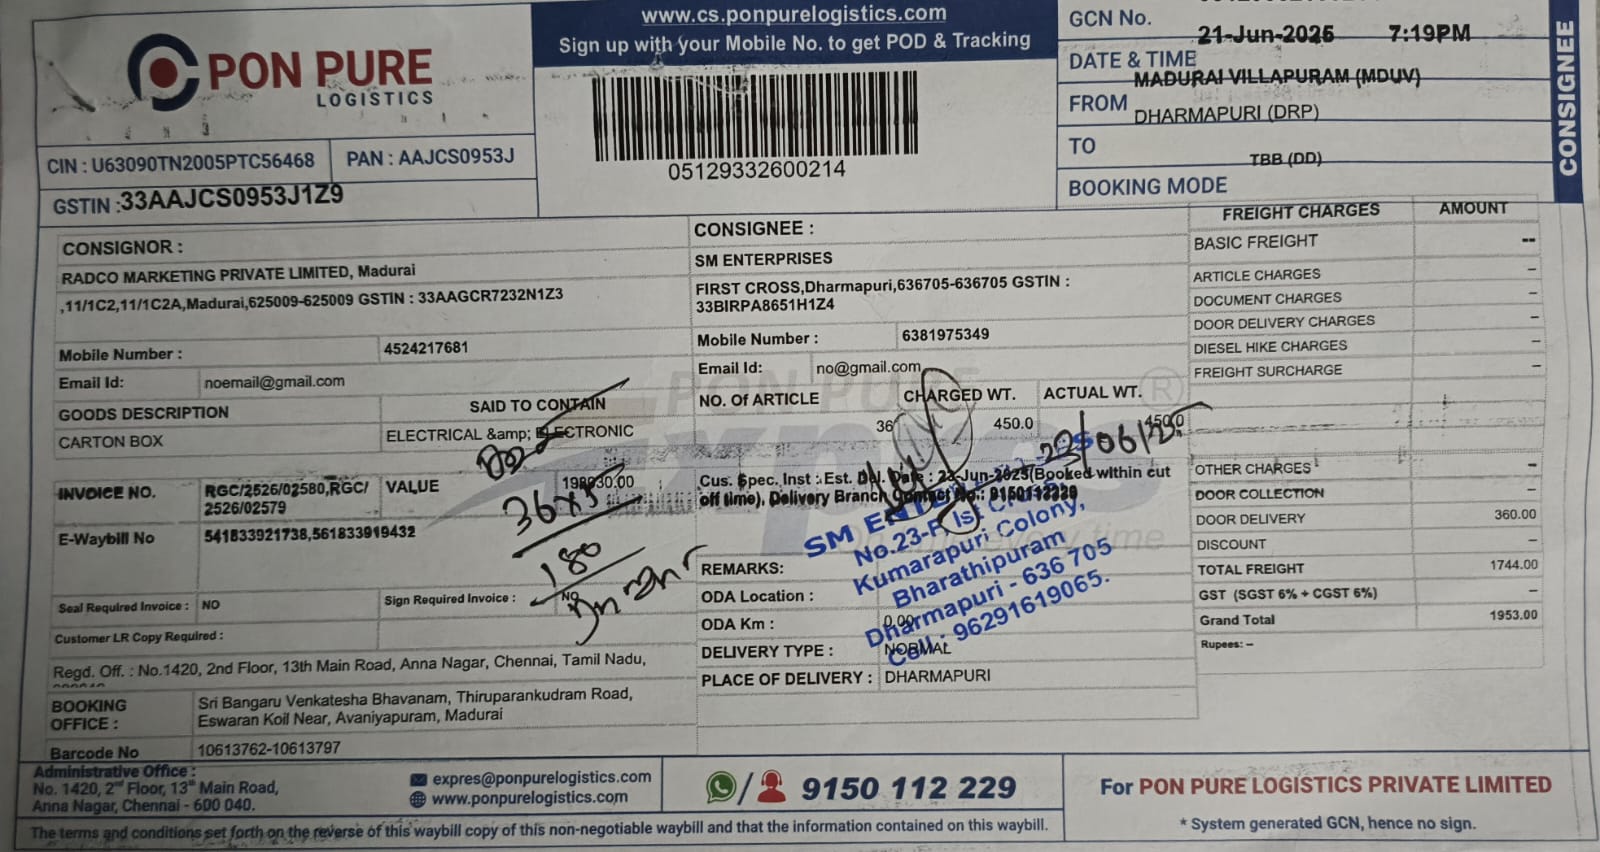 PON PURE
LOGISTICS
CIN : U63090TN2005PTC56468
PAN : AAJCS0953J
GSTIN :33AAJCS0953J1Z9
www.cs.ponpurelogistics.com
Sign up with your Mobile No. to get POD & Tracking
05129332600214
GCN No.
21-Jun-2025 7:19PM
DATE & TIME
MADURAI VILLAPURAM (MDUV)
FROM
DHARMAPURI (DRP)
TO
TBB (DD)
BOOKING MODE
CONSIGNEE
CONSIGNOR :
RADCO MARKETING PRIVATE LIMITED, Madurai
,11/1C2,11/1C2A,Madurai,625009-625009 GSTIN : 33AAGCR7232N1Z3
Mobile Number : 4524217681
Email Id: noemail@gmail.com
GOODS DESCRIPTION SAID TO CONTAIN
CARTON BOX ELECTRICAL &amp; ELECTRONIC
INVOICE NO. RGC/2526/02580,RGC/
2526/02579
VALUE
E-Waybill No 541833921738,561833919432
36x5
180
Seal Required Invoice : NO Sign Required Invoice : NO
Customer LR Copy Required :
Regd. Off. : No.1420, 2nd Floor, 13th Main Road, Anna Nagar, Chennai, Tamil Nadu,
BOOKING
OFFICE :
Sri Bangaru Venkatesha Bhavanam, Thiruparankudram Road,
Eswaran Koil Near, Avaniyapuram, Madurai
Barcode No 10613762-10613797
CONSIGNEE :
SM ENTERPRISES
FIRST CROSS,Dharmapuri,636705-636705 GSTIN :
33BIRPA8651H1Z4
Mobile Number : 6381975349
Email Id: no@gmail.com
PON PURE
NO. Of ARTICLE CHARGED WT. ACTUAL WT.
36 450.0 450.0
Cus. Spec. Inst : Est. Del. Date : 23-Jun-2025(Booked within cut
off time), Delivery Branch Contact No.:
23/06/25
SM
No.23-F, Ist
Kumarapuri Colony,
Bharathipuram
Dharmapuri - 636 705
Cell : 96291619065.
REMARKS:
ODA Location :
ODA Km : 0.00
DELIVERY TYPE : NORMAL
PLACE OF DELIVERY : DHARMAPURI
FREIGHT CHARGES AMOUNT
BASIC FREIGHT --
ARTICLE CHARGES –
DOCUMENT CHARGES –
DOOR DELIVERY CHARGES –
DIESEL HIKE CHARGES –
FREIGHT SURCHARGE –
OTHER CHARGES –
DOOR COLLECTION –
DOOR DELIVERY 360.00
DISCOUNT –
TOTAL FREIGHT 1744.00
GST (SGST 6% + CGST 6%) –
Grand Total 1953.00
Rupees: –
Administrative Office :
No. 1420, 2nd Floor, 13th Main Road,
Anna Nagar, Chennai - 600 040.
expres@ponpurelogistics.com
www.ponpurelogistics.com
9150 112 229
For PON PURE LOGISTICS PRIVATE LIMITED
* System generated GCN, hence no sign.
The terms and conditions set forth on the reverse of this waybill copy of this non-negotiable waybill and that the information contained on this waybill.